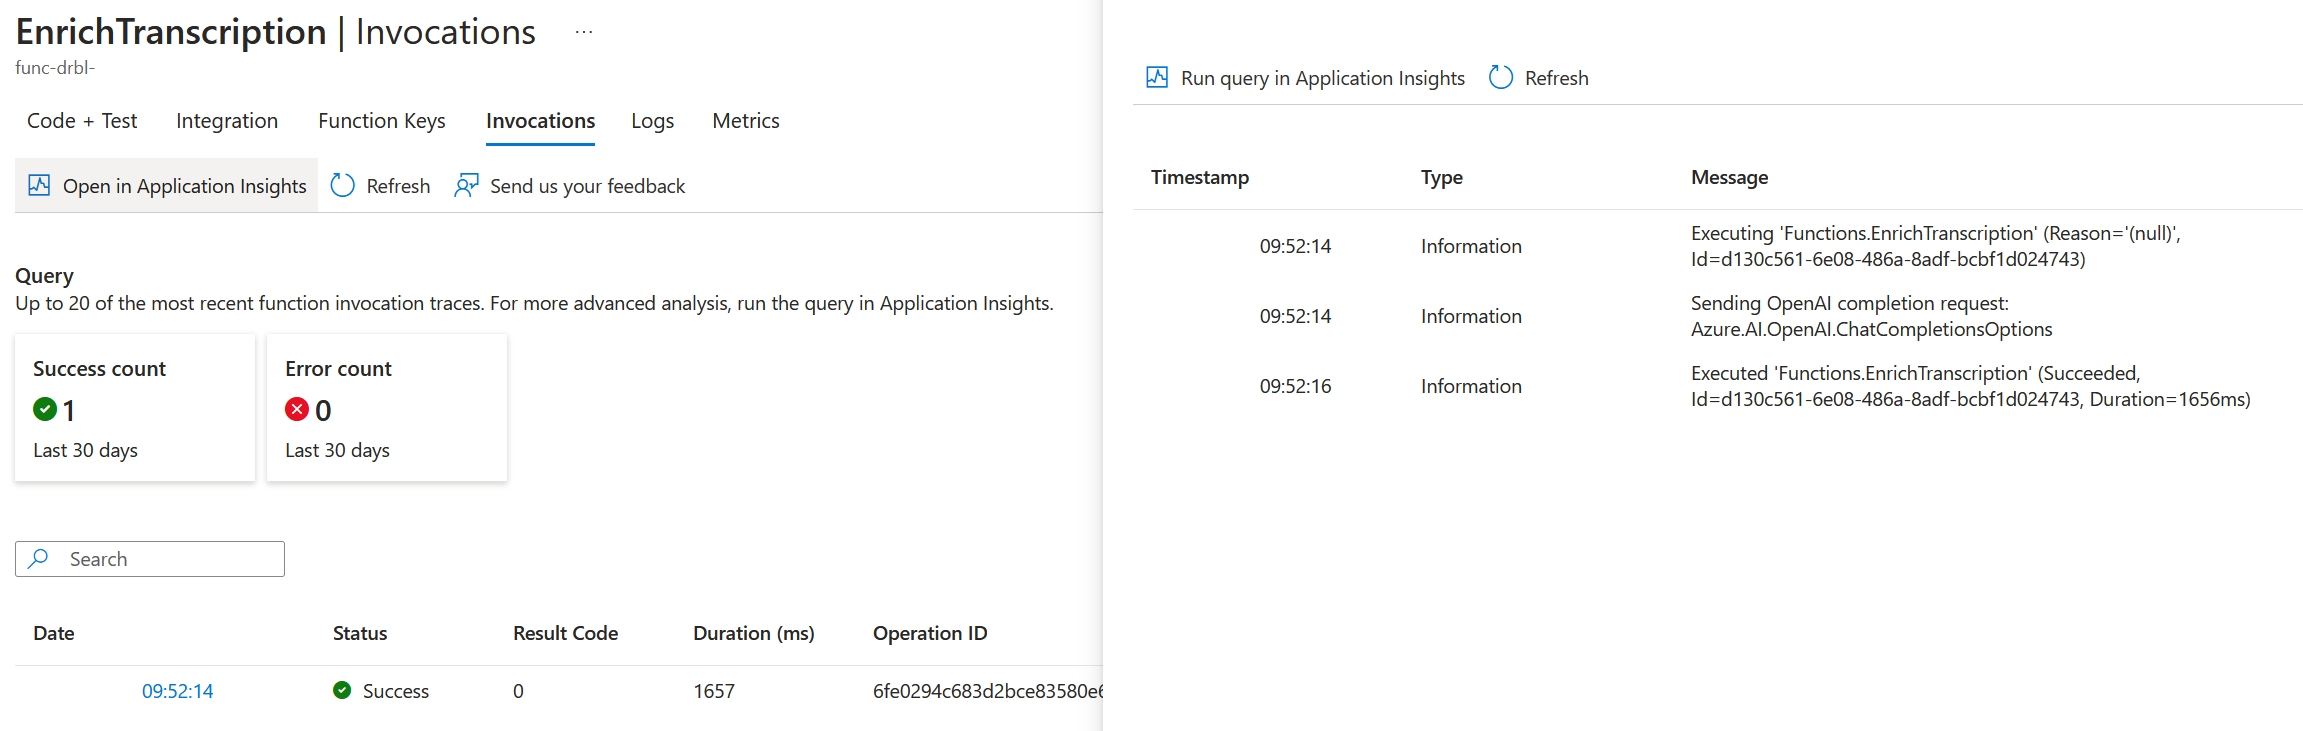 EnrichTranscription | Invocations ...
func-drbl-
Code + Test Integration Function Keys Invocations Logs Metrics
Open in Application Insights Refresh Send us your feedback
Query
Up to 20 of the most recent function invocation traces. For more advanced analysis, run the query in Application Insights.
Success count
1
Last 30 days
Error count
0
Last 30 days
Search
Date Status Result Code Duration (ms) Operation ID
09:52:14 Success 0 1657 6fe0294c683d2bce83580e
Run query in Application Insights Refresh
Timestamp Type Message
09:52:14 Information Executing 'Functions.EnrichTranscription' (Reason='(null)',
Id=d130c561-6e08-486a-8adf-bcbf1d024743)
09:52:14 Information Sending OpenAI completion request:
Azure.AI.OpenAI.ChatCompletionsOptions
09:52:16 Information Executed 'Functions.EnrichTranscription' (Succeeded,
Id=d130c561-6e08-486a-8adf-bcbf1d024743, Duration=1656ms)